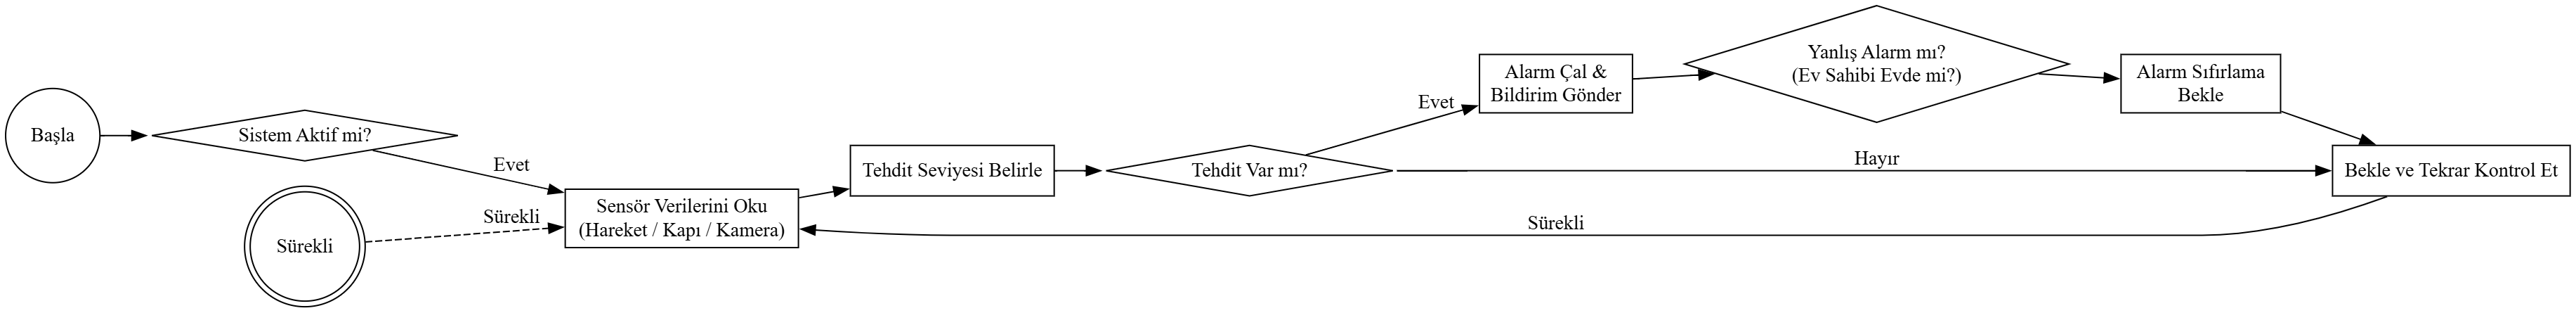 Başla
Sistem Aktif mi?
Evet
Sürekli
Sürekli
Sensör Verilerini Oku
(Hareket / Kapı / Kamera)
Tehdit Seviyesi Belirle
Tehdit Var mı?
Evet
Alarm Çal &
Bildirim Gönder
Yanlış Alarm mı?
(Ev Sahibi Evde mi?)
Alarm Sıfırlama
Bekle
Hayır
Bekle ve Tekrar Kontrol Et
Sürekli